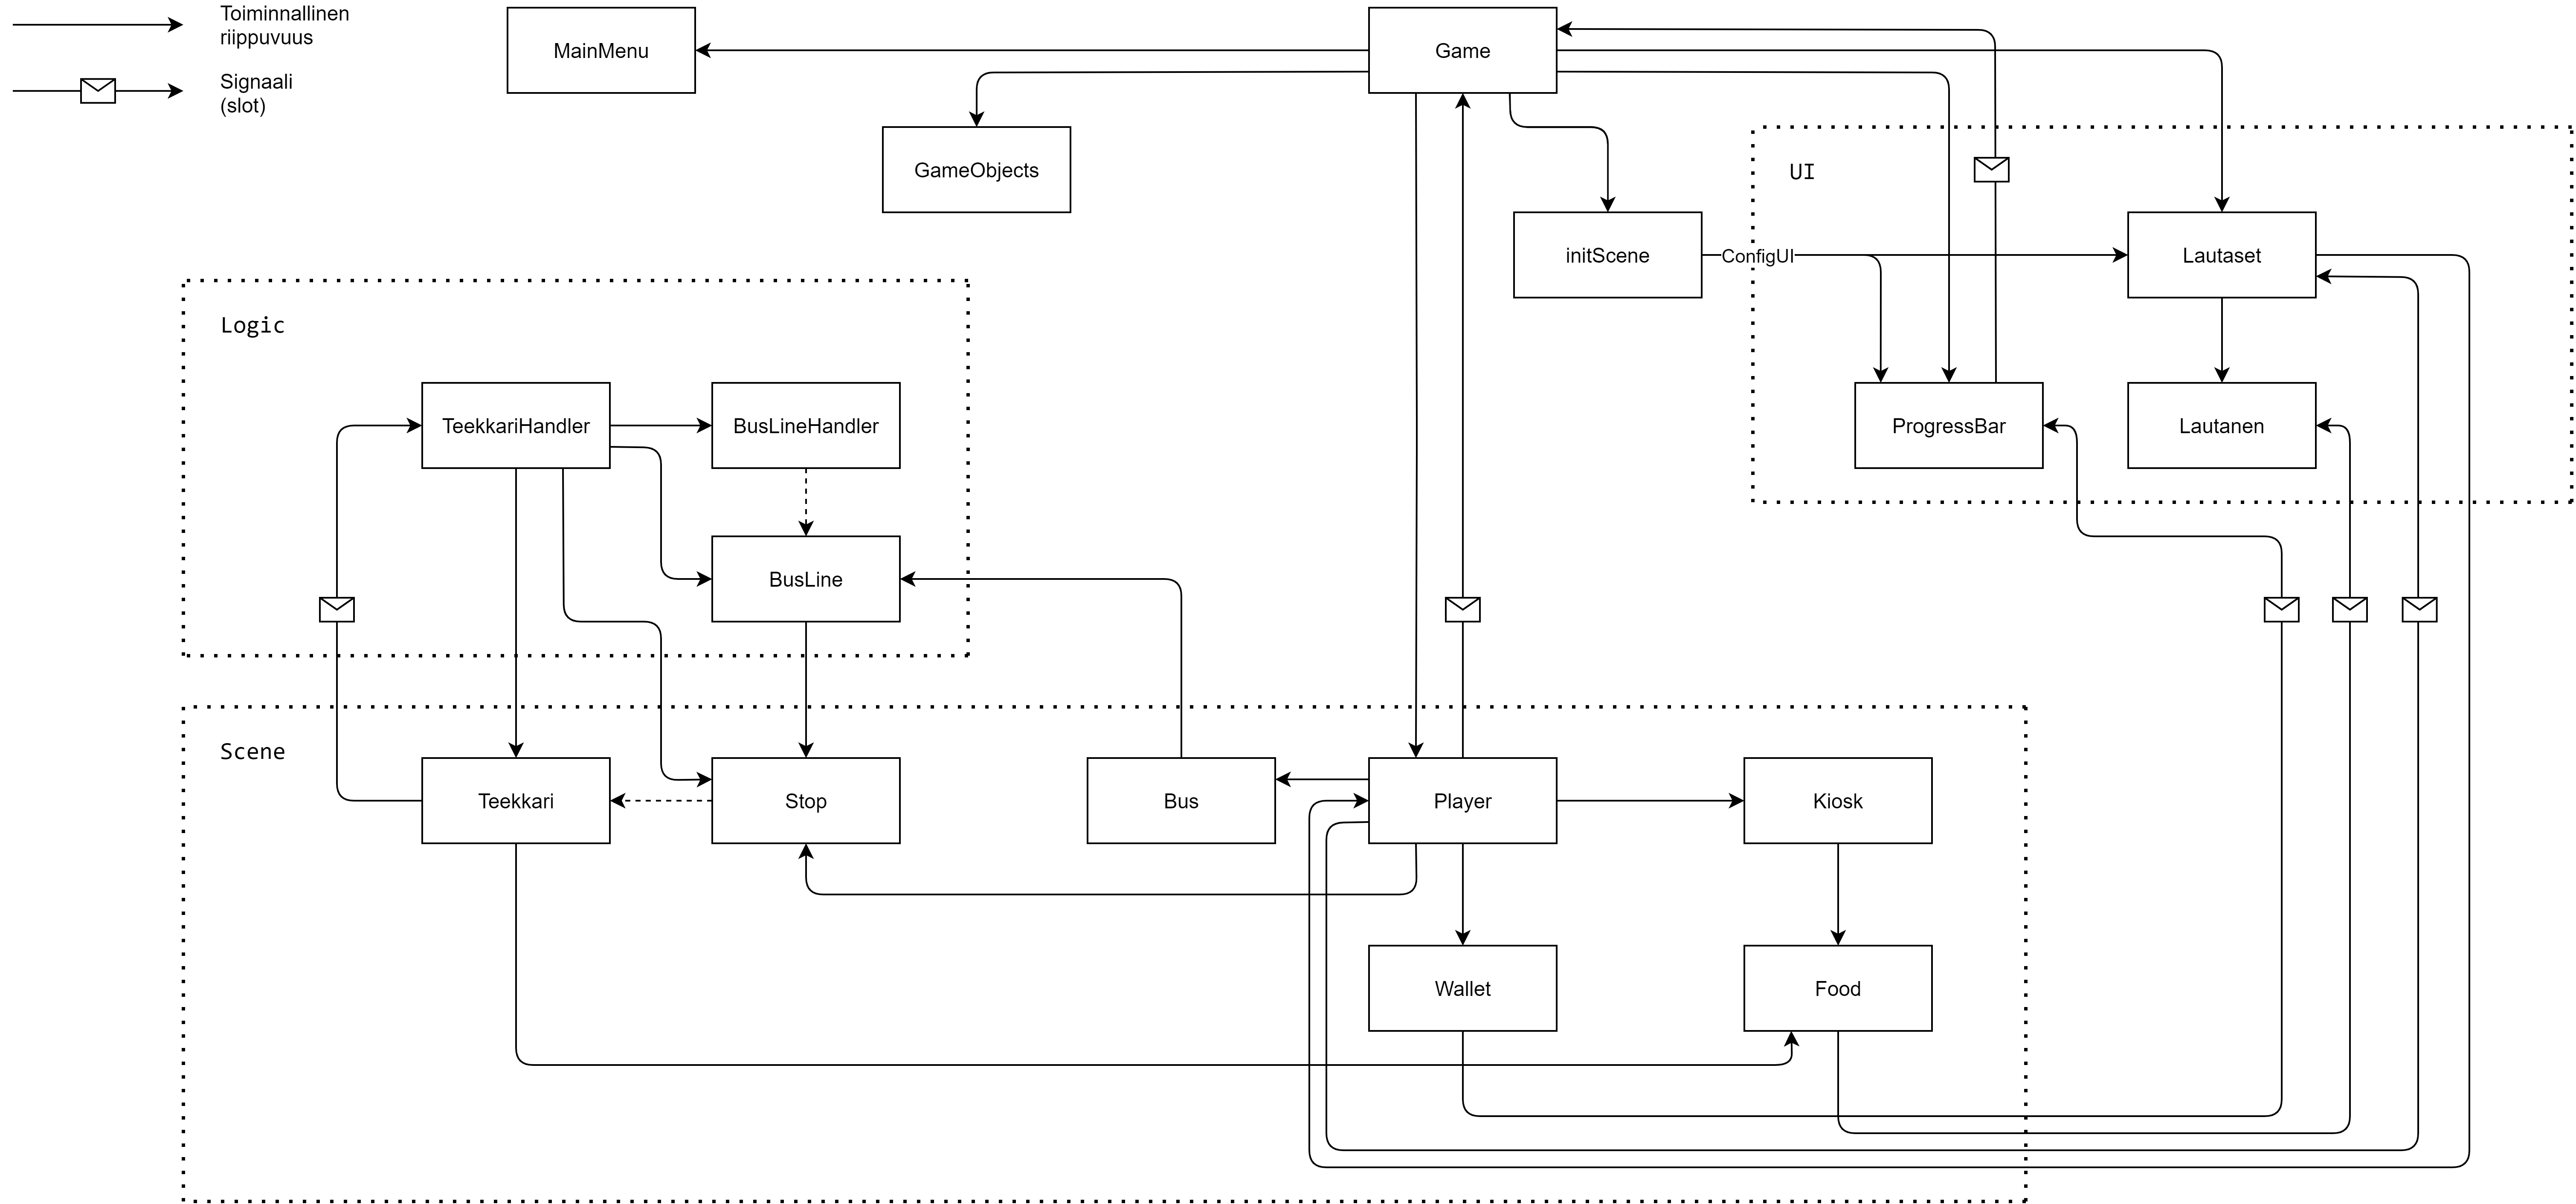 Toiminnallinen
riippuvuus
Signaali
(slot)
MainMenu
Game
GameObjects
UI
initScene
ConfigUI
Lautaset
Logic
TeekkariHandler
BusLineHandler
ProgressBar
Lautanen
BusLine
Scene
Teekkari
Stop
Bus
Player
Kiosk
Wallet
Food